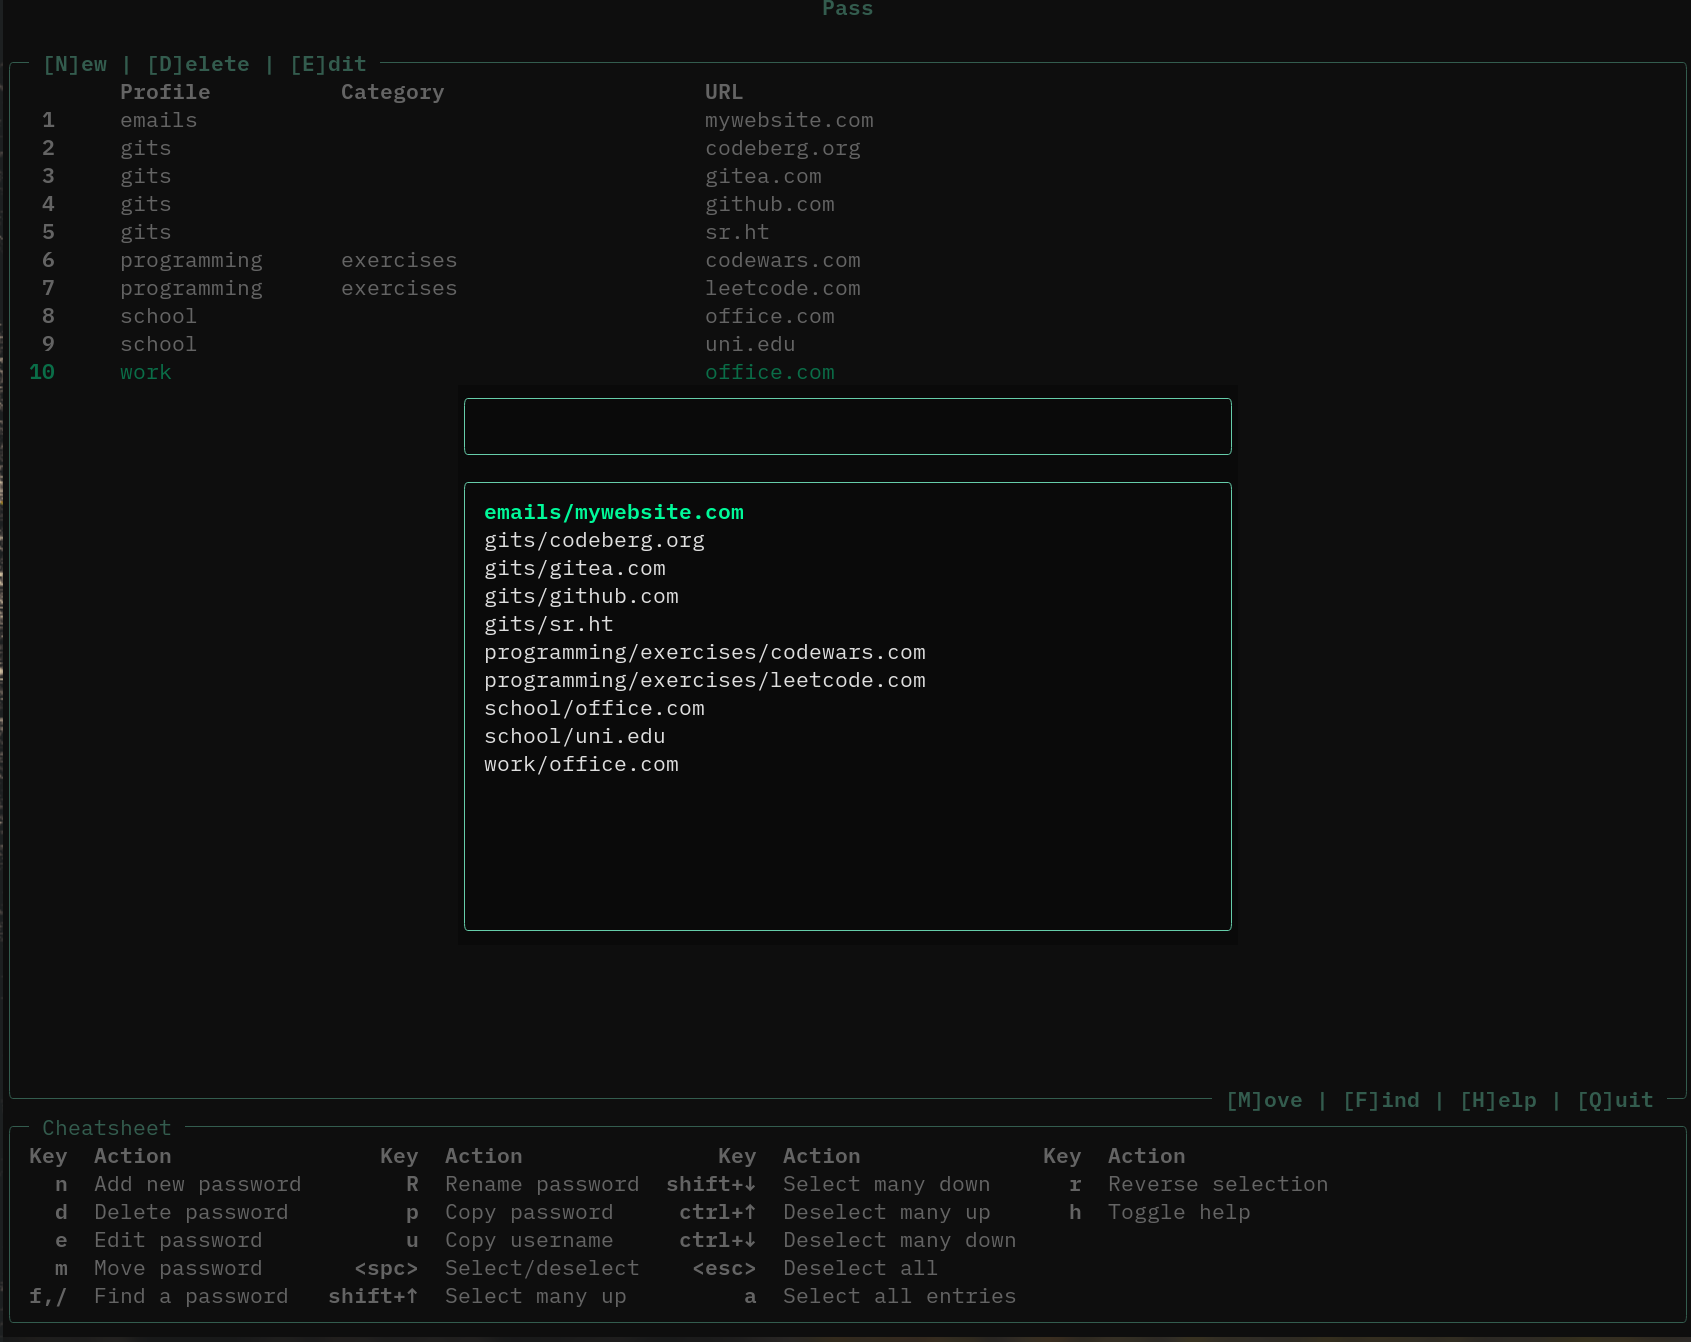 Pass
[N]ew | [D]elete | [E]dit
Profile Category URL
1 emails mywebsite.com
2 gits codeberg.org
3 gits gitea.com
4 gits github.com
5 gits sr.ht
6 programming exercises codewars.com
7 programming exercises leetcode.com
8 school office.com
9 school uni.edu
10 work office.com
emails/mywebsite.com
gits/codeberg.org
gits/gitea.com
gits/github.com
gits/sr.ht
programming/exercises/codewars.com
programming/exercises/leetcode.com
school/office.com
school/uni.edu
work/office.com
[M]ove | [F]ind | [H]elp | [Q]uit
Cheatsheet
Key Action Key Action Key Action Key Action
n Add new password R Rename password shift+↓ Select many down r Reverse selection
d Delete password p Copy password ctrl+↑ Deselect many up h Toggle help
e Edit password u Copy username ctrl+↓ Deselect many down
m Move password <spc> Select/deselect <esc> Deselect all
f,/ Find a password shift+↑ Select many up a Select all entries